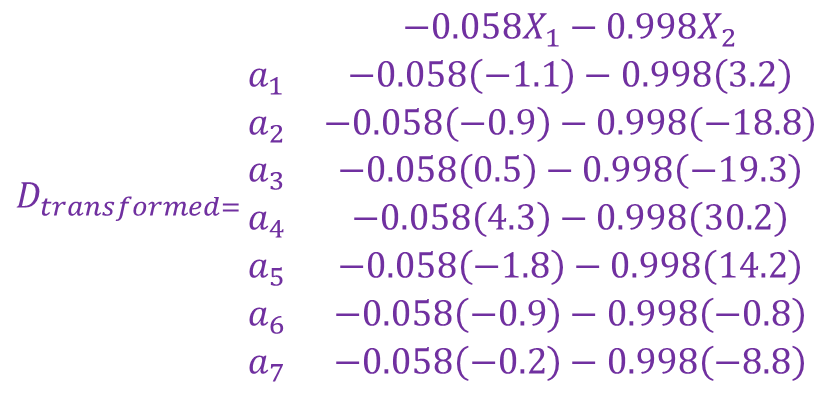 −0.058X₁ − 0.998X₂
a₁ −0.058(−1.1) − 0.998(3.2)
a₂ −0.058(−0.9) − 0.998(−18.8)
a₃ −0.058(0.5) − 0.998(−19.3)
D_transformed=
a₄ −0.058(4.3) − 0.998(30.2)
a₅ −0.058(−1.8) − 0.998(14.2)
a₆ −0.058(−0.9) − 0.998(−0.8)
a₇ −0.058(−0.2) − 0.998(−8.8)